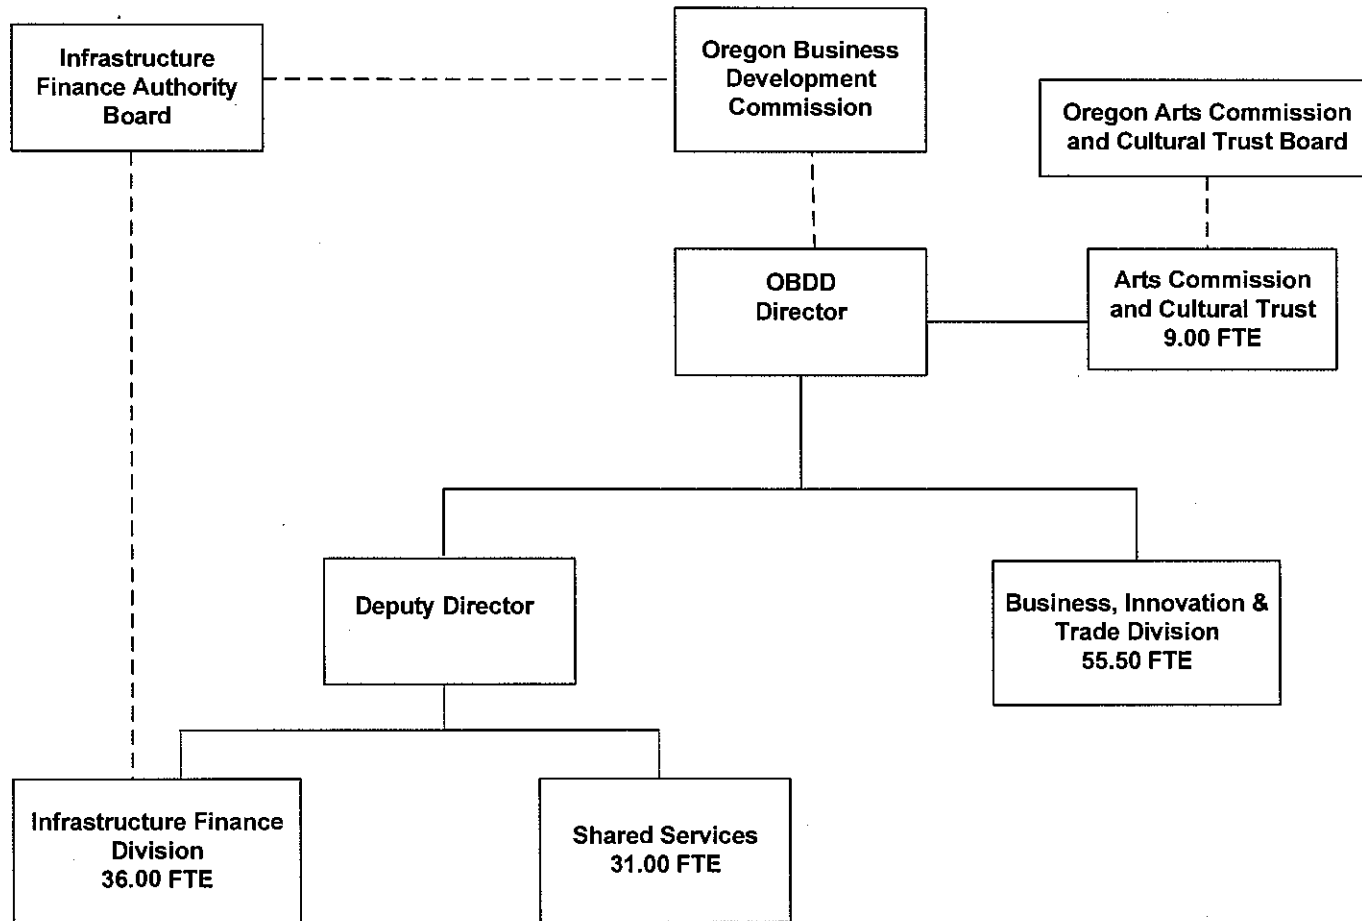 Infrastructure
Finance Authority
Board
Oregon Business
Development
Commission
Oregon Arts Commission
and Cultural Trust Board
OBDD
Director
Arts Commission
and Cultural Trust
9.00 FTE
Deputy Director
Business, Innovation &
Trade Division
55.50 FTE
Infrastructure Finance
Division
36.00 FTE
Shared Services
31.00 FTE